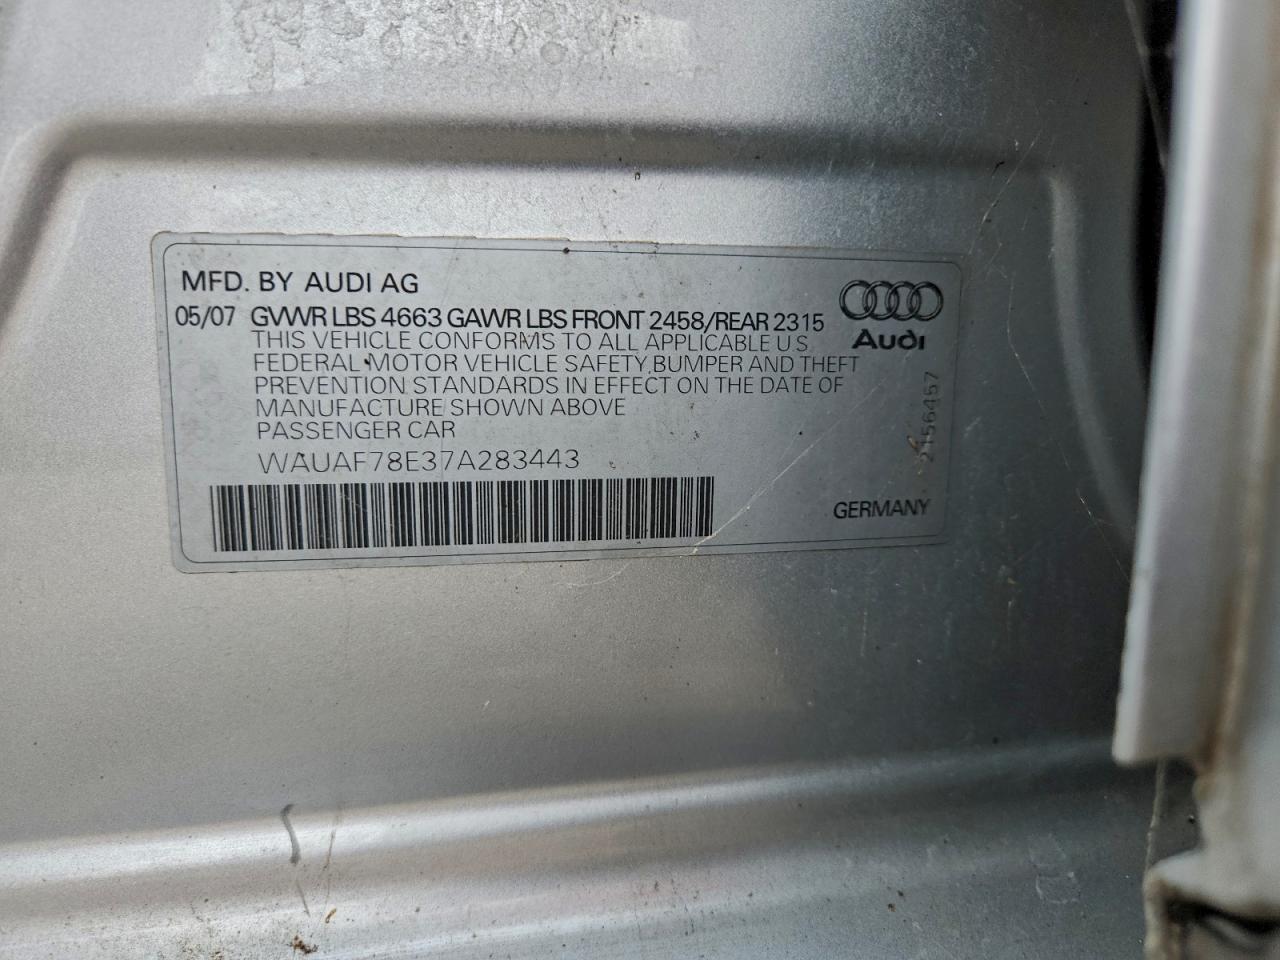 MFD. BY AUDI AG
05/07 GVWR LBS 4663 GAWR LBS FRONT 2458/REAR 2315
THIS VEHICLE CONFORMS TO ALL APPLICABLE U.S.
FEDERAL MOTOR VEHICLE SAFETY, BUMPER AND THEFT
PREVENTION STANDARDS IN EFFECT ON THE DATE OF
MANUFACTURE SHOWN ABOVE
PASSENGER CAR
WAUAF78E37A283443
Audi
2156457
GERMANY